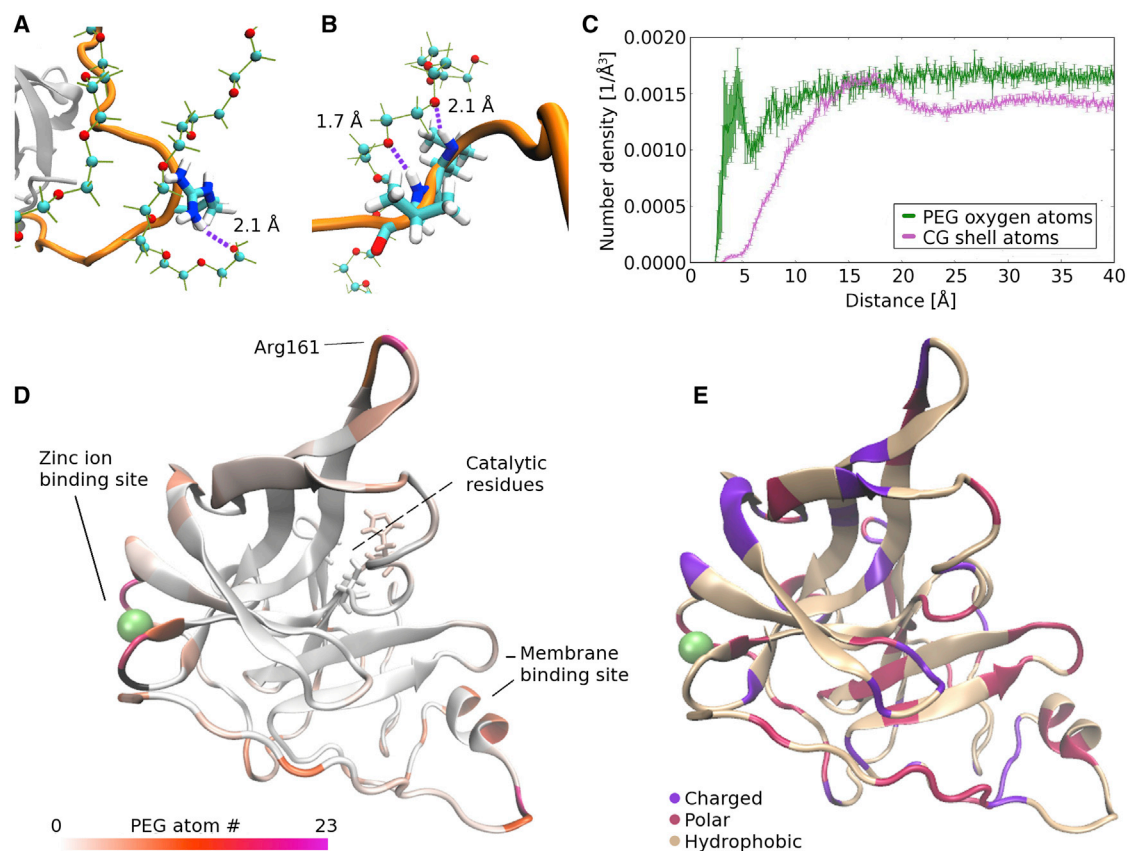 A
B
C
2.1 Å
1.7 Å
2.1 Å
Number density [1/Å³]
0.0020
0.0015
0.0010
0.0005
0.0000
PEG oxygen atoms
CG shell atoms
0 5 10 15 20 25 30 35 40
Distance [Å]
D
Arg161
Zinc ion
binding site
Catalytic
residues
Membrane
binding site
0 PEG atom # 23
E
Charged
Polar
Hydrophobic